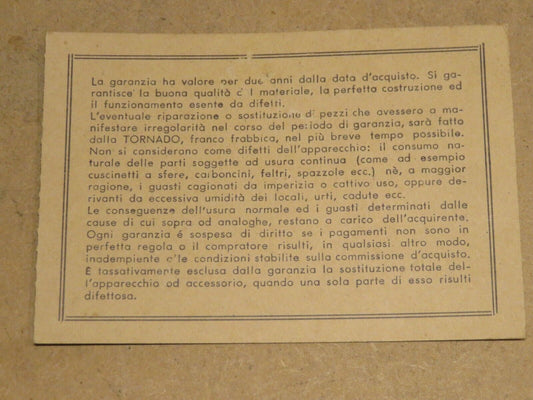 La garanzia ha valore per due anni dalla data d'acquisto. Si ga-
rantisce la buona qualità d l materiale, la perfetta costruzione ed
il funzionamento esente da difetti.
L'eventuale riparazione o sostituzione di pezzi che avessero a ma-
nifestare irregolarità nel corso del periodo di garanzia, sarà fatta
dalla TORNADO, franco frabbica, nel più breve tempo possibile.
Non si considerano come difetti dell'apparecchio: il consumo na-
turale delle parti soggette ad usura continua (come ad esempio
cuscinetti a sfere, carboncini, feltri, spazzole ecc.) nè, a maggior
ragione, i guasti cagionati da imperizia o cattivo uso, oppure de-
rivanti da eccessiva umidità dei locali, urti, cadute ecc.
Le conseguenze dell'usura normale ed i guasti determinati dalle
cause di cui sopra od analoghe, restano a carico dell'acquirente.
Ogni garanzia è sospesa di diritto se i pagamenti non sono in
perfetta regola o il compratore risulti, in qualsiasi altro modo,
inadempiente alle condizioni stabilite sulla commissione d'acquisto.
È tassativamente esclusa dalla garanzia la sostituzione totale del-
l'apparecchio od accessorio, quando una sola parte di esso risulti
difettosa.